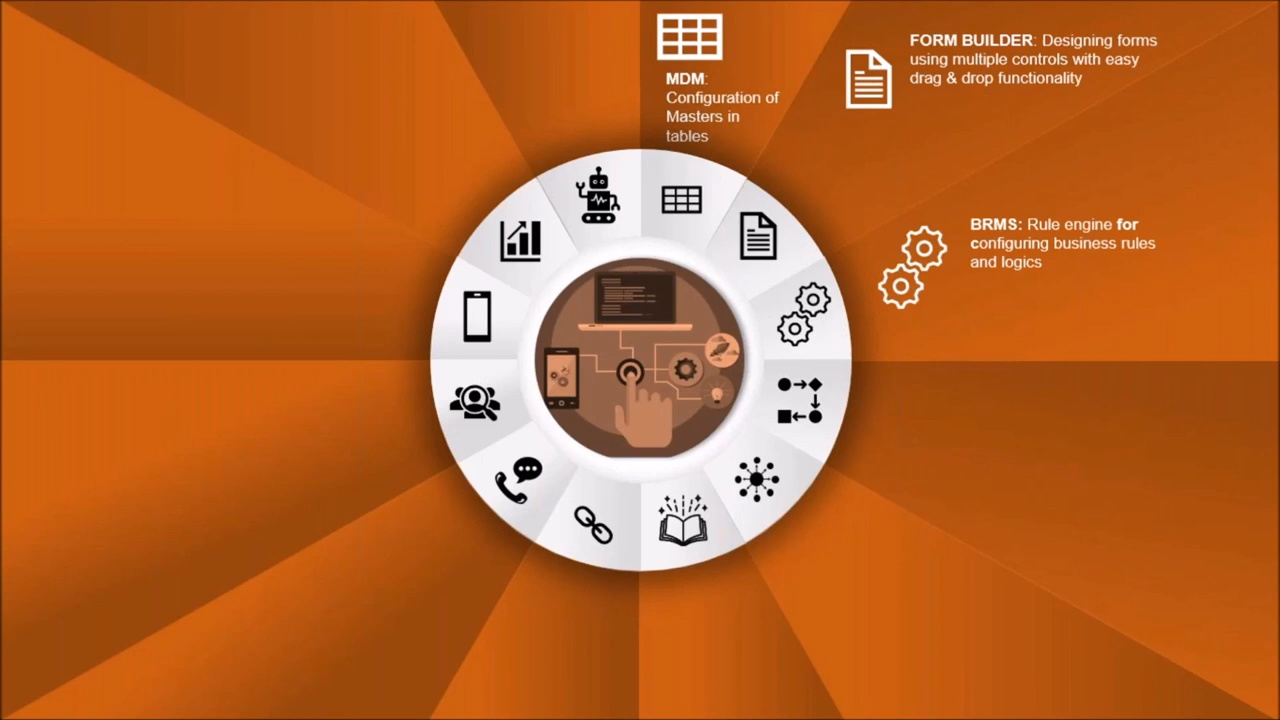 MDM:
Configuration of
Masters in
tables
FORM BUILDER: Designing forms
using multiple controls with easy
drag & drop functionality
BRMS: Rule engine for
configuring business rules
and logics